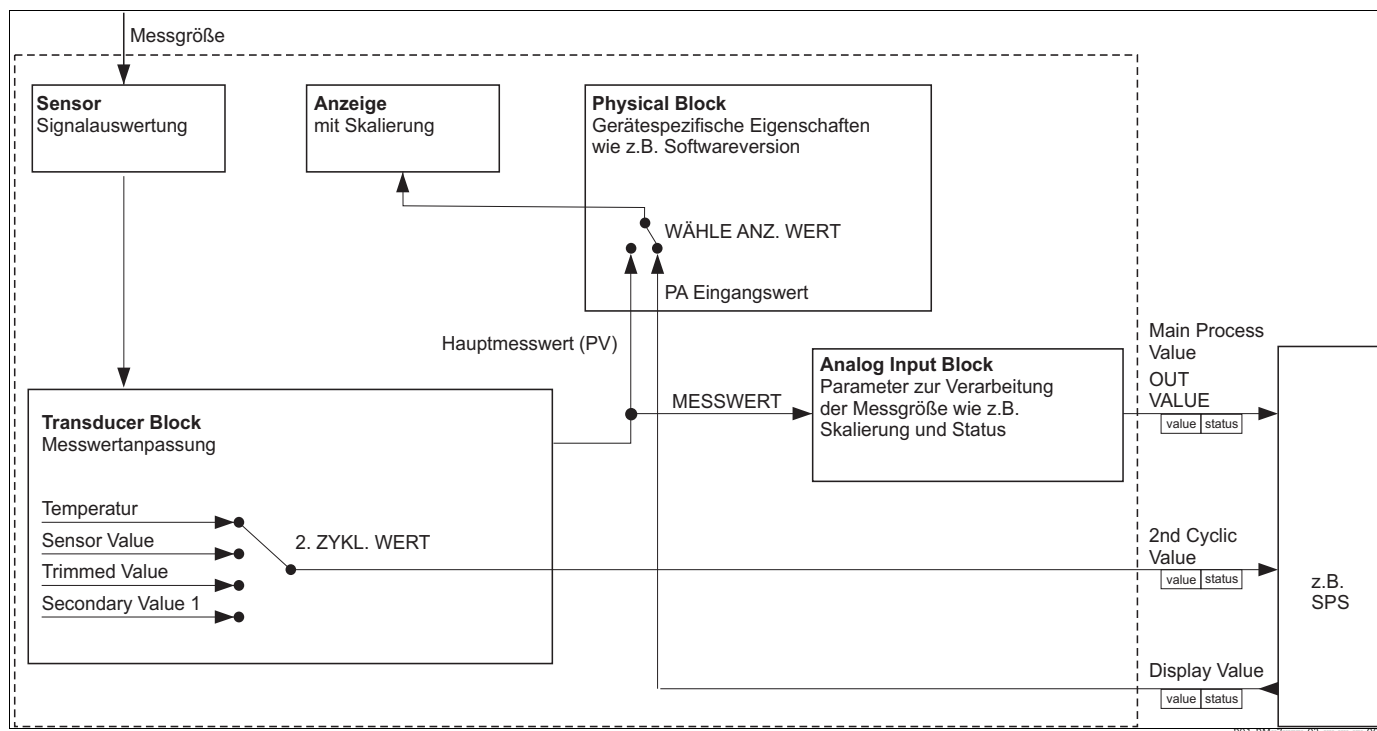 Messgröße
Sensor
Signalauswertung
Anzeige
mit Skalierung
Physical Block
Gerätespezifische Eigenschaften
wie z.B. Softwareversion
WÄHLE ANZ. WERT
PA Eingangswert
Hauptmesswert (PV)
MESSWERT
Analog Input Block
Parameter zur Verarbeitung
der Messgröße wie z.B.
Skalierung und Status
Main Process
Value
OUT
VALUE
value status
Transducer Block
Messwertanpassung
Temperatur
Sensor Value
Trimmed Value
Secondary Value 1
2. ZYKL. WERT
2nd Cyclic
Value
value status
z.B.
SPS
Display Value
value status